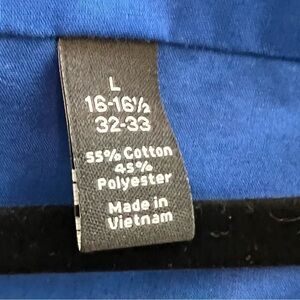 L
16-16½
32-33
55% Cotton
45%
Polyester
Made in
Vietnam